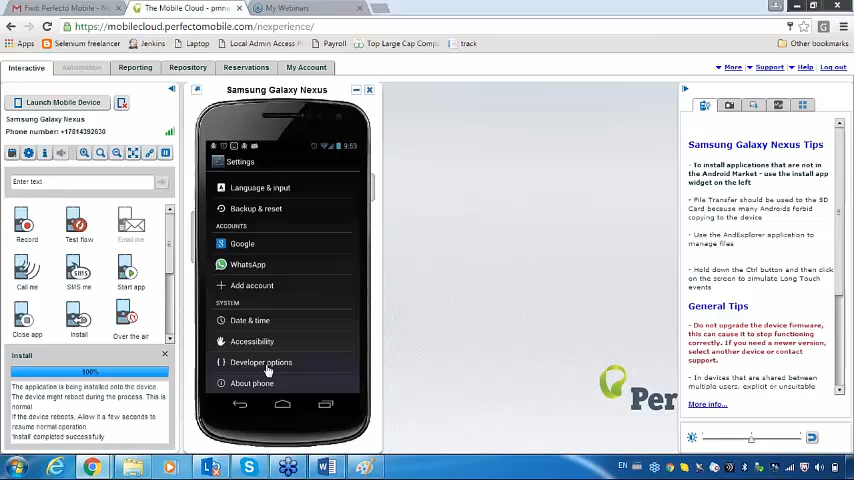 Fwd: Perfecto Mobile - N
The Mobile Cloud - pmn
My Webinars
https://mobilecloud.perfectomobile.com/nexperience/
Apps
Selenium freelancer
Jenkins
Laptop
Local Admin Access
Payroll
Top Large Cap Comp
track
Other bookmarks
Interactive
Automation
Reporting
Repository
Reservations
My Account
More
Support
Help
Log out
Launch Mobile Device
Samsung Galaxy Nexus
Phone number: +17814392630
Enter text
Record
Test flow
Email me
Call me
SMS me
Start app
Close app
Install
Over the air
Install
100%
The application is being installed onto the device.
The device might reboot during the process. This is
normal
If the device reboots, Allow it a few seconds to
resume normal operation.
'Install' completed successfully
Samsung Galaxy Nexus
9:53
Settings
Language & input
Backup & reset
ACCOUNTS
Google
WhatsApp
Add account
SYSTEM
Date & time
Accessibility
Developer options
About phone
Samsung Galaxy Nexus Tips
- To install applications that are not in
the Android Market - use the install app
widget on the left
- File Transfer should be used to the SD
Card because many Androids forbid
copying to the device
- Use the AndExplorer application to
manage files
- Hold down the Ctrl button and then click
on the screen to simulate Long Touch
events
General Tips
- Do not upgrade the device firmware,
this can cause it to stop functioning
correctly. If you need a newer version,
select another device or contact
support.
- In devices that are shared between
multiple users, explicit or unsuitable
More info...
Per
EN
9:53 PM